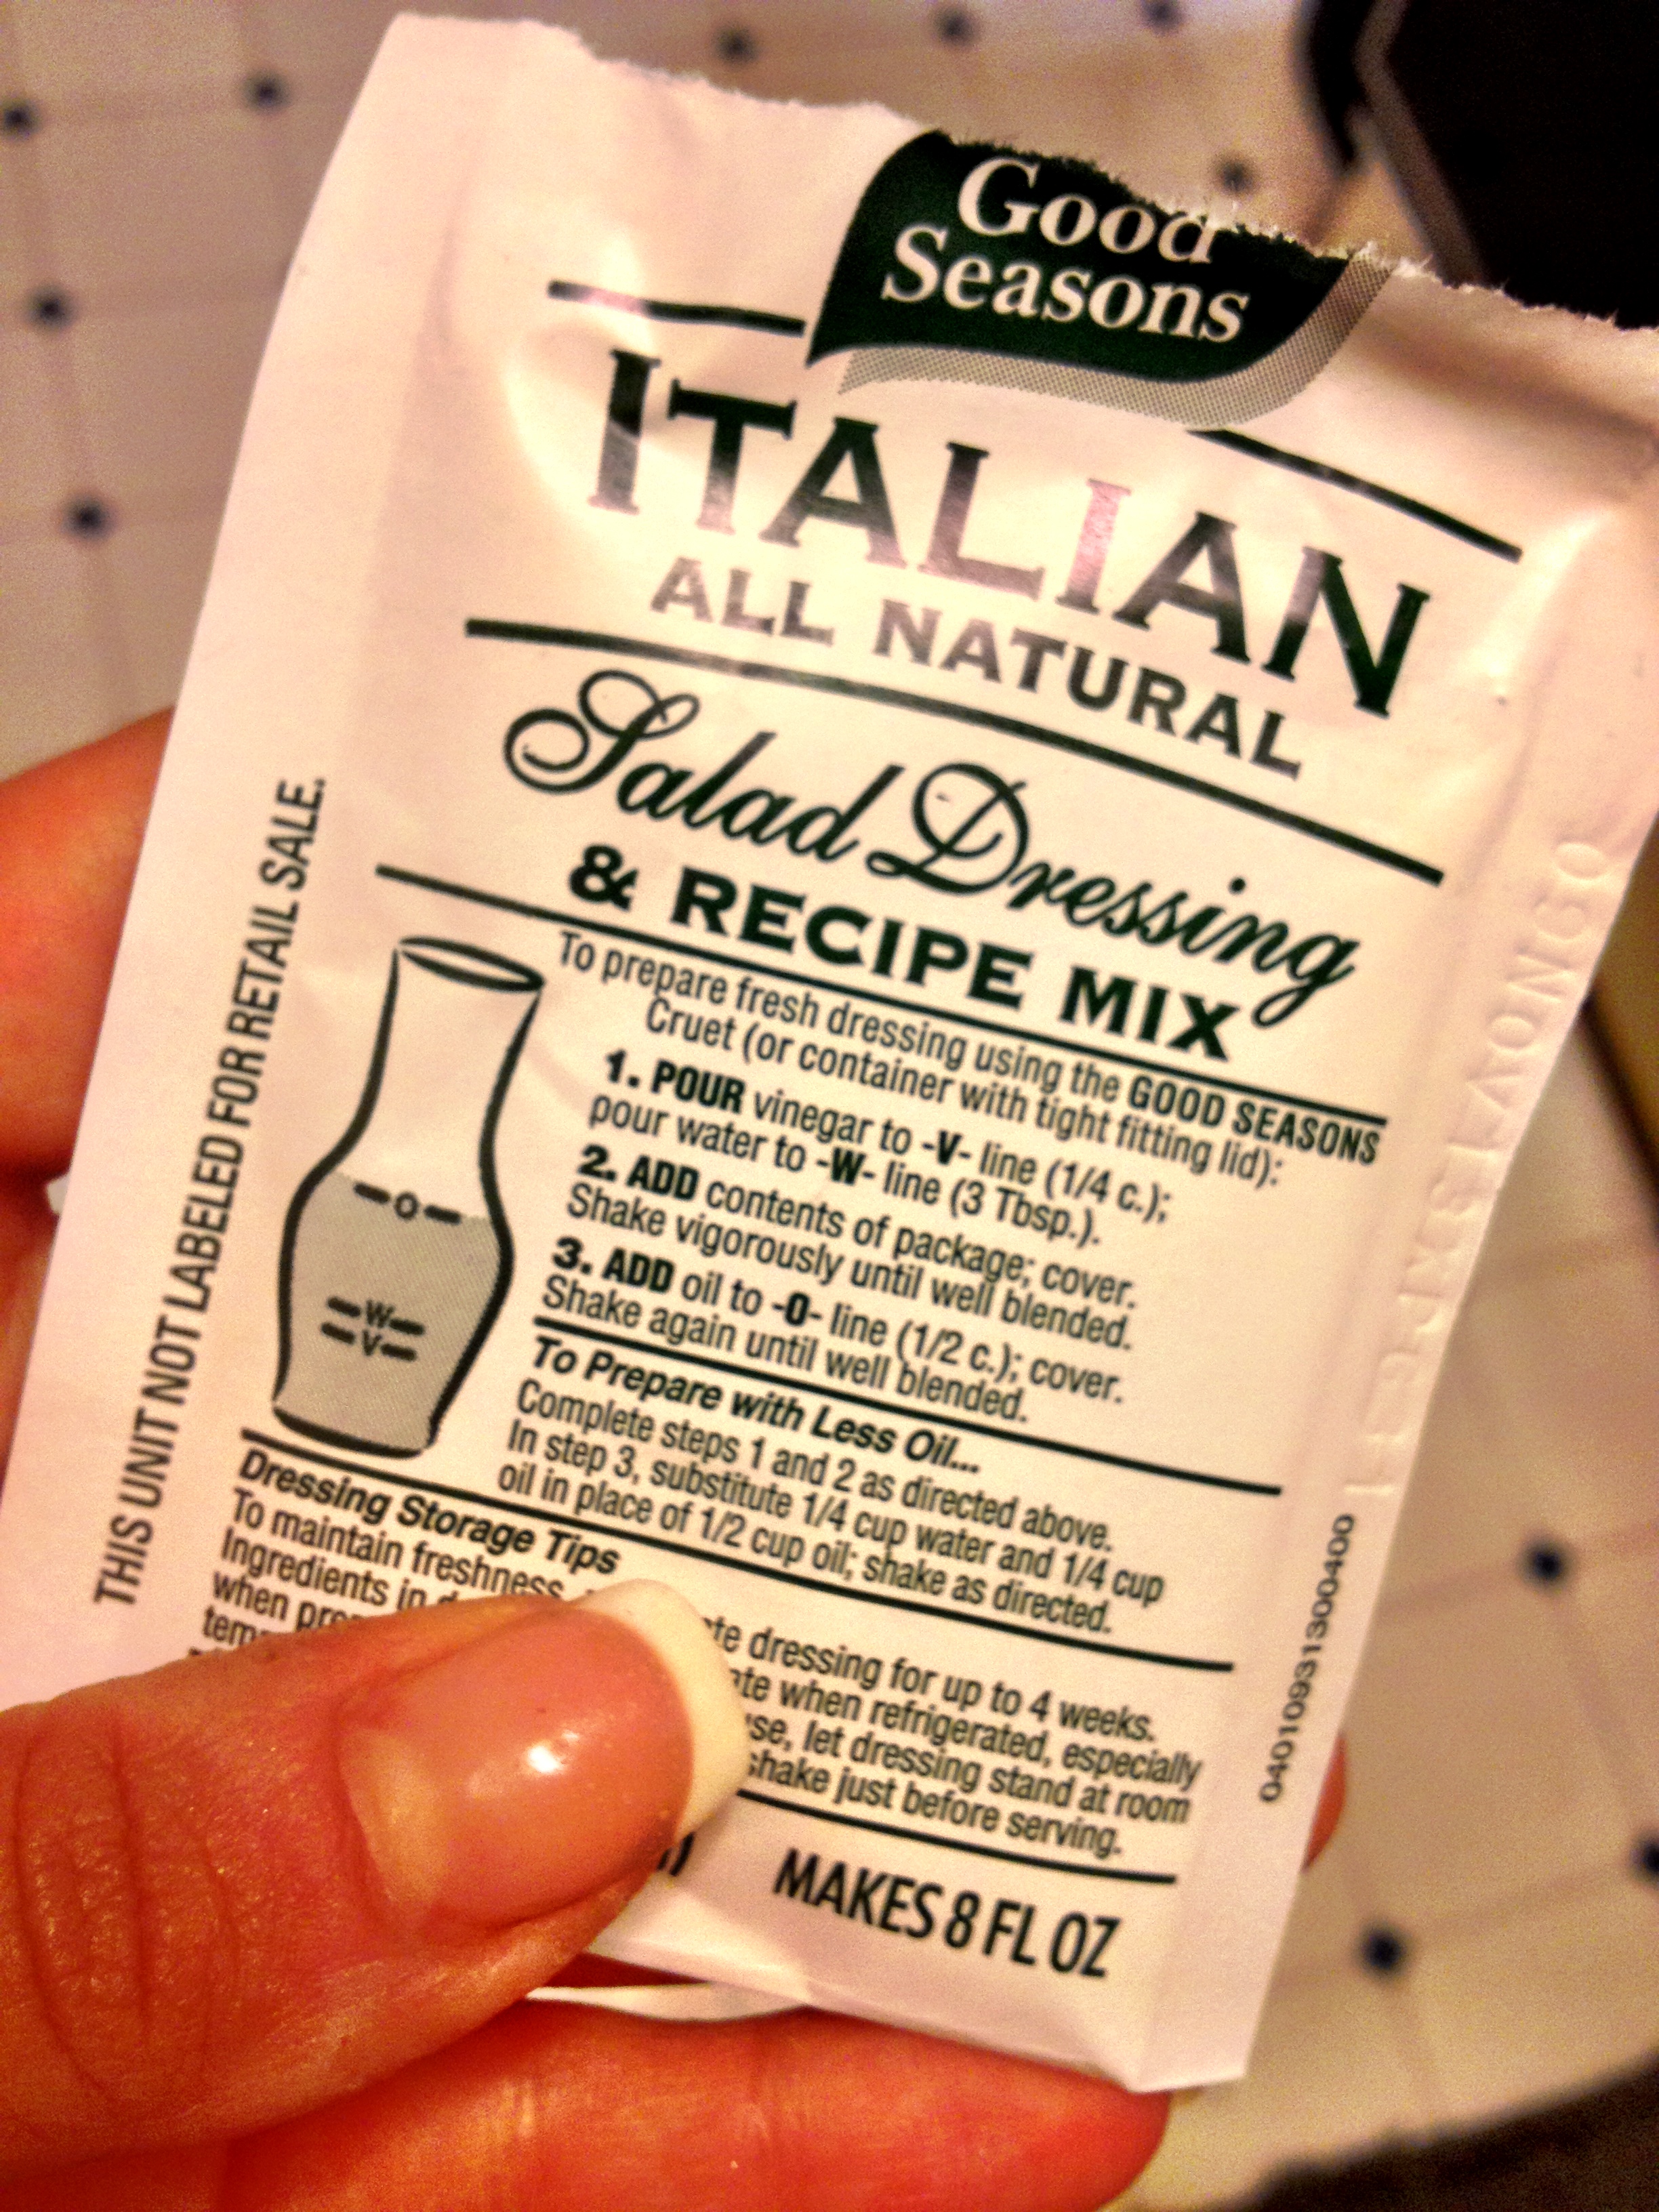 Good
Seasons
ITALIAN
ALL NATURAL
Salad Dressing
& RECIPE MIX
To prepare fresh dressing using the GOOD SEASONS
Cruet (or container with tight fitting lid):
1. POUR vinegar to -V- line (1/4 c.);
pour water to -W- line (3 Tbsp.).
2. ADD contents of package; cover.
Shake vigorously until well blended.
3. ADD oil to -O- line (1/2 c.); cover.
Shake again until well blended.
To Prepare with Less Oil...
Complete steps 1 and 2 as directed above.
In step 3, substitute 1/4 cup water and 1/4 cup
oil in place of 1/2 cup oil; shake as directed.
-O-
-W-
-V-
Dressing Storage Tips
To maintain freshness, dressing for up to 4 weeks.
Ingredients in when refrigerated, especially
when let dressing stand at room
shake just before serving.
MAKES 8 FL OZ
THIS UNIT NOT LABELED FOR RETAIL SALE.
04010931300400